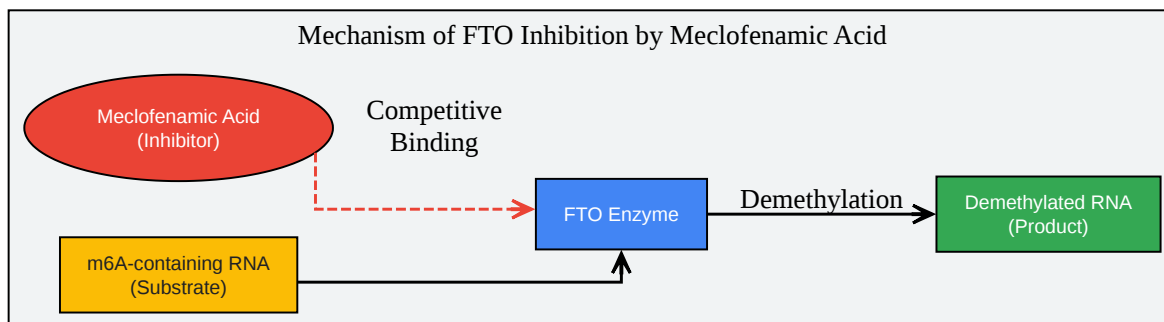 Mechanism of FTO Inhibition by Meclofenamic Acid
Meclofenamic Acid
(Inhibitor)
Competitive
Binding
FTO Enzyme
Demethylation
Demethylated RNA
(Product)
m6A-containing RNA
(Substrate)